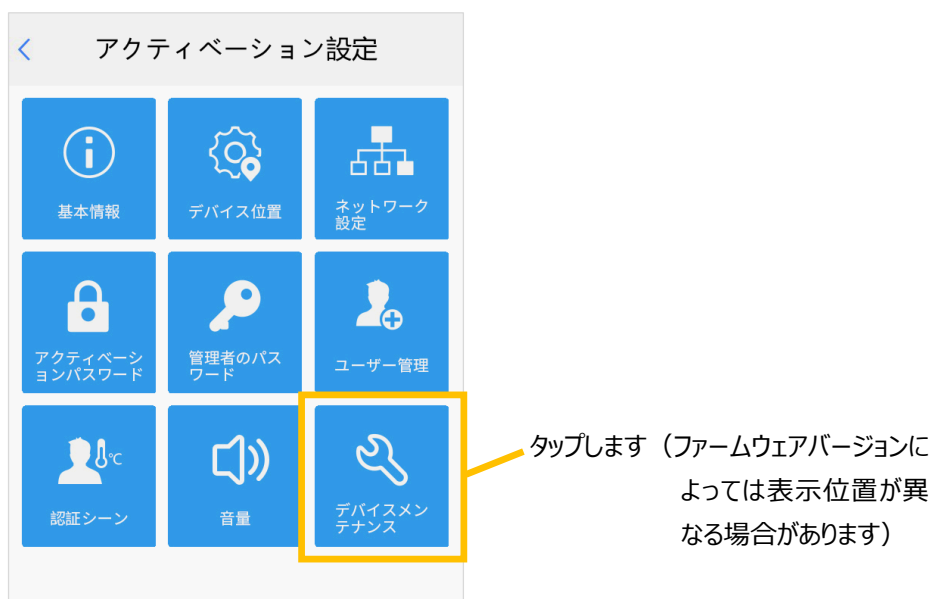 アクティベーション設定
基本情報
デバイス位置
ネットワーク
設定
アクティベーシ
ョンパスワード
管理者のパス
ワード
ユーザー管理
℃
認証シーン
音量
デバイスメン
テナンス
タップします（ファームウェアバージョンに
よっては表示位置が異
なる場合があります）